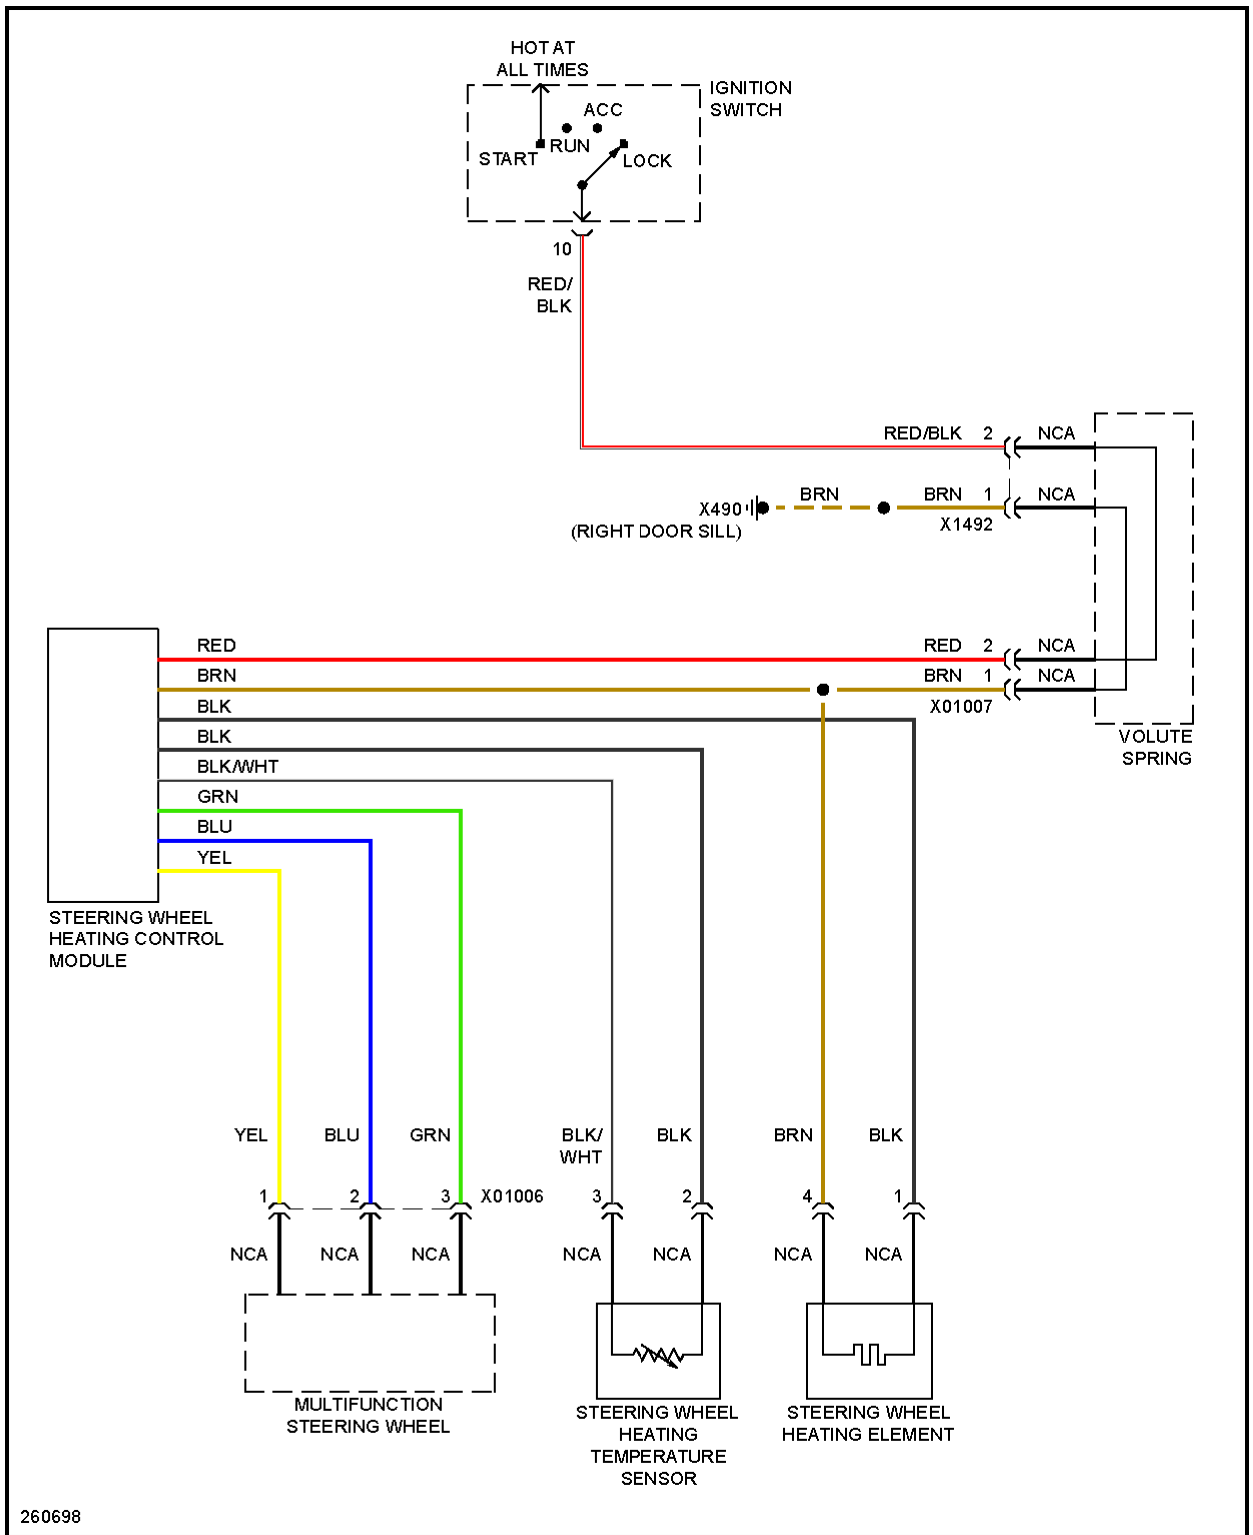 HOT AT
ALL TIMES
IGNITION
SWITCH
ACC
RUN
START
LOCK
10
RED/
BLK
RED/BLK 2 NCA
X490
BRN
BRN 1 NCA
(RIGHT DOOR SILL)
X1492
RED
RED 2 NCA
BRN
BRN 1 NCA
BLK
X01007
BLK
VOLUTE
SPRING
BLK/WHT
GRN
BLU
YEL
STEERING WHEEL
HEATING CONTROL
MODULE
YEL
BLU
GRN
BLK/
WHT
BLK
BRN
BLK
1
2
3
X01006
3
2
4
1
NCA
NCA
NCA
NCA
NCA
NCA
NCA
MULTIFUNCTION
STEERING WHEEL
STEERING WHEEL
HEATING
TEMPERATURE
SENSOR
STEERING WHEEL
HEATING ELEMENT
260698